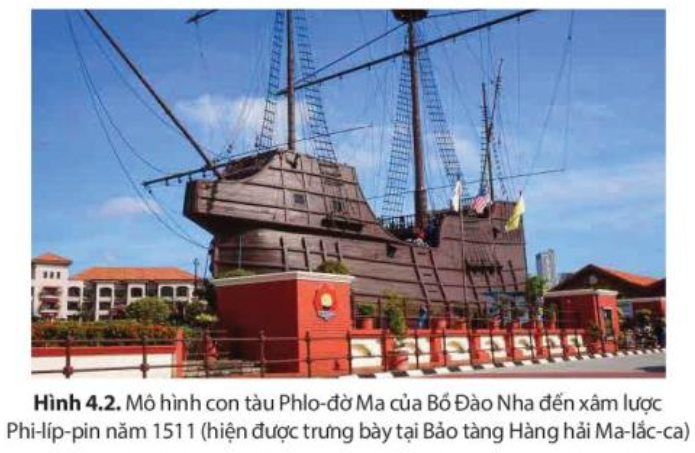 Hình 4.2. Mô hình con tàu Phlo-đờ Ma của Bồ Đào Nha đến xâm lược
Phi-líp-pin năm 1511 (hiện được trưng bày tại Bảo tàng Hàng hải Ma-lắc-ca)